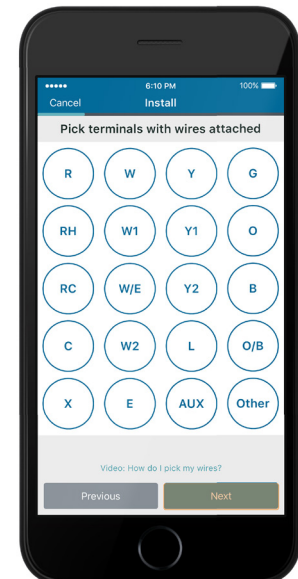 6:10 PM 100%
Cancel Install
Pick terminals with wires attached
R W Y G
RH W1 Y1 O
RC W/E Y2 B
C W2 L O/B
X E AUX Other
Video: How do I pick my wires?
Previous Next